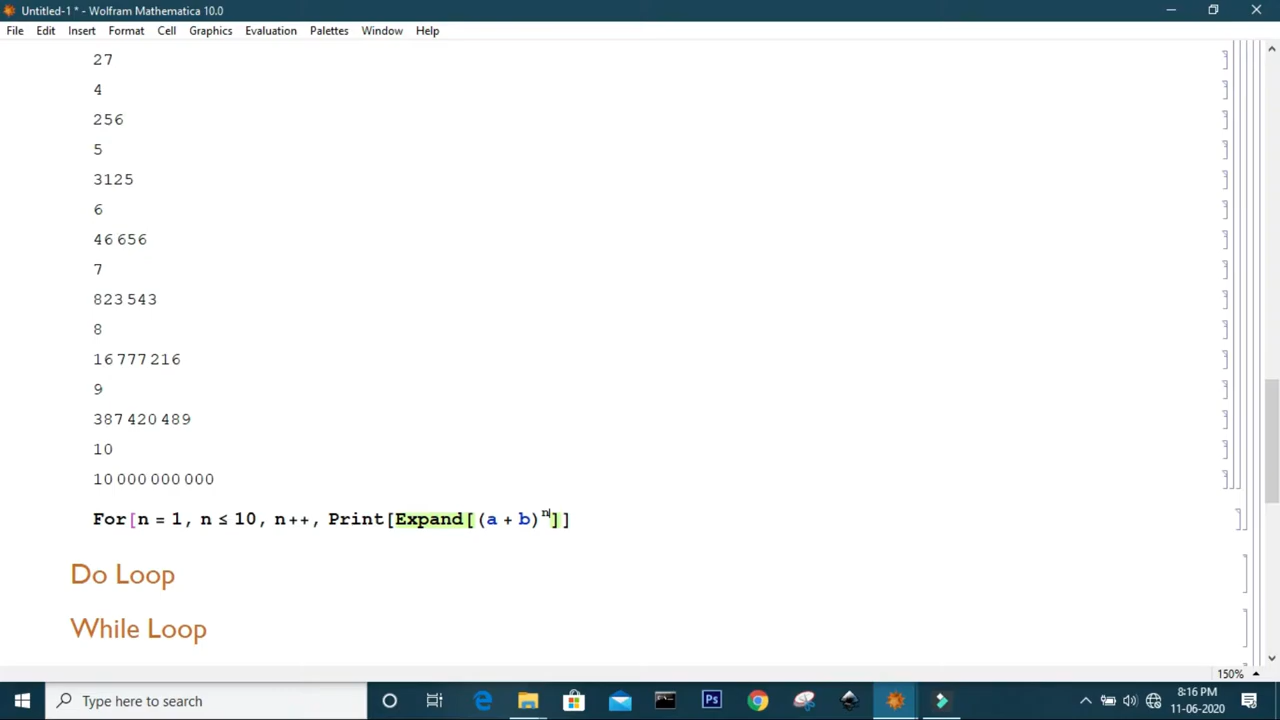 Untitled-1 * - Wolfram Mathematica 10.0
File Edit Insert Format Cell Graphics Evaluation Palettes Window Help
27
4
256
5
3125
6
46 656
7
823 543
8
16 777 216
9
387 420 489
10
10 000 000 000
For[n = 1, n ≤ 10, n++, Print[Expand[(a + b)^n]]
Do Loop
While Loop
150%
Type here to search
8:16 PM
11-06-2020